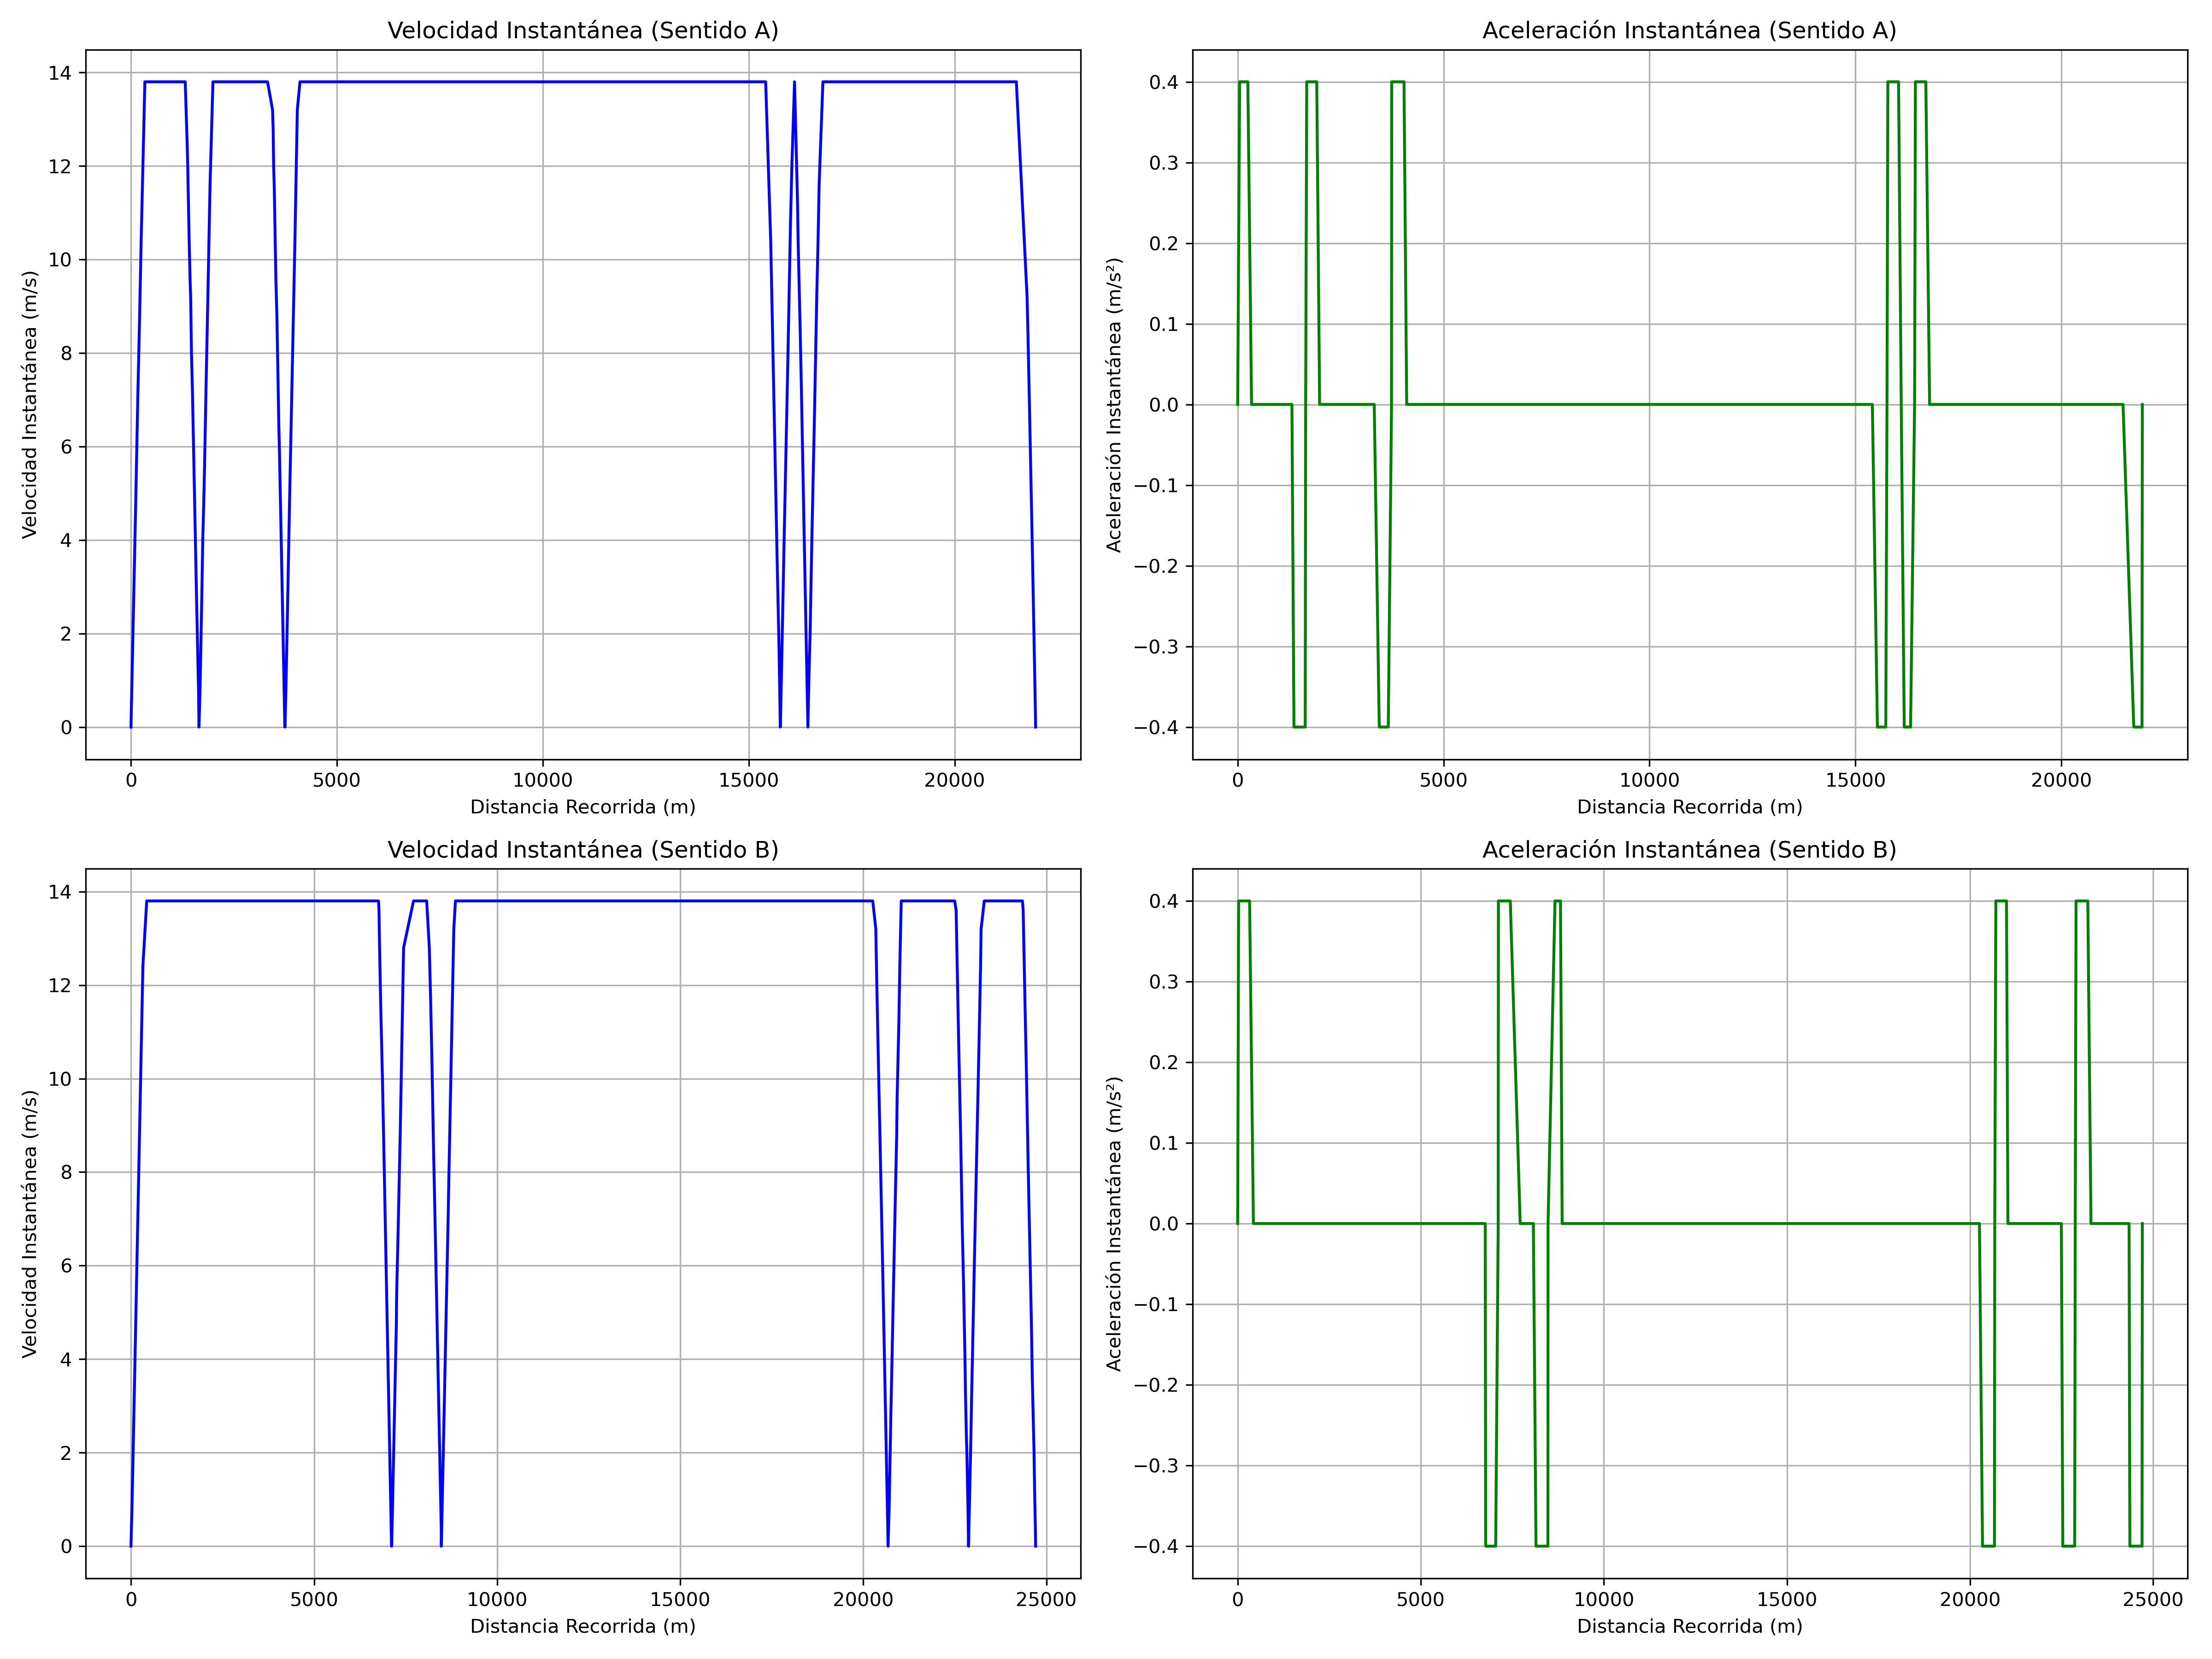 Velocidad Instantánea (Sentido A)
Velocidad Instantánea (m/s)
14
12
10
8
6
4
2
0
0 5000 10000 15000 20000
Distancia Recorrida (m)
Aceleración Instantánea (Sentido A)
Aceleración Instantánea (m/s²)
0.4
0.3
0.2
0.1
0.0
−0.1
−0.2
−0.3
−0.4
0 5000 10000 15000 20000
Distancia Recorrida (m)
Velocidad Instantánea (Sentido B)
Velocidad Instantánea (m/s)
14
12
10
8
6
4
2
0
0 5000 10000 15000 20000 25000
Distancia Recorrida (m)
Aceleración Instantánea (Sentido B)
Aceleración Instantánea (m/s²)
0.4
0.3
0.2
0.1
0.0
−0.1
−0.2
−0.3
−0.4
0 5000 10000 15000 20000 25000
Distancia Recorrida (m)